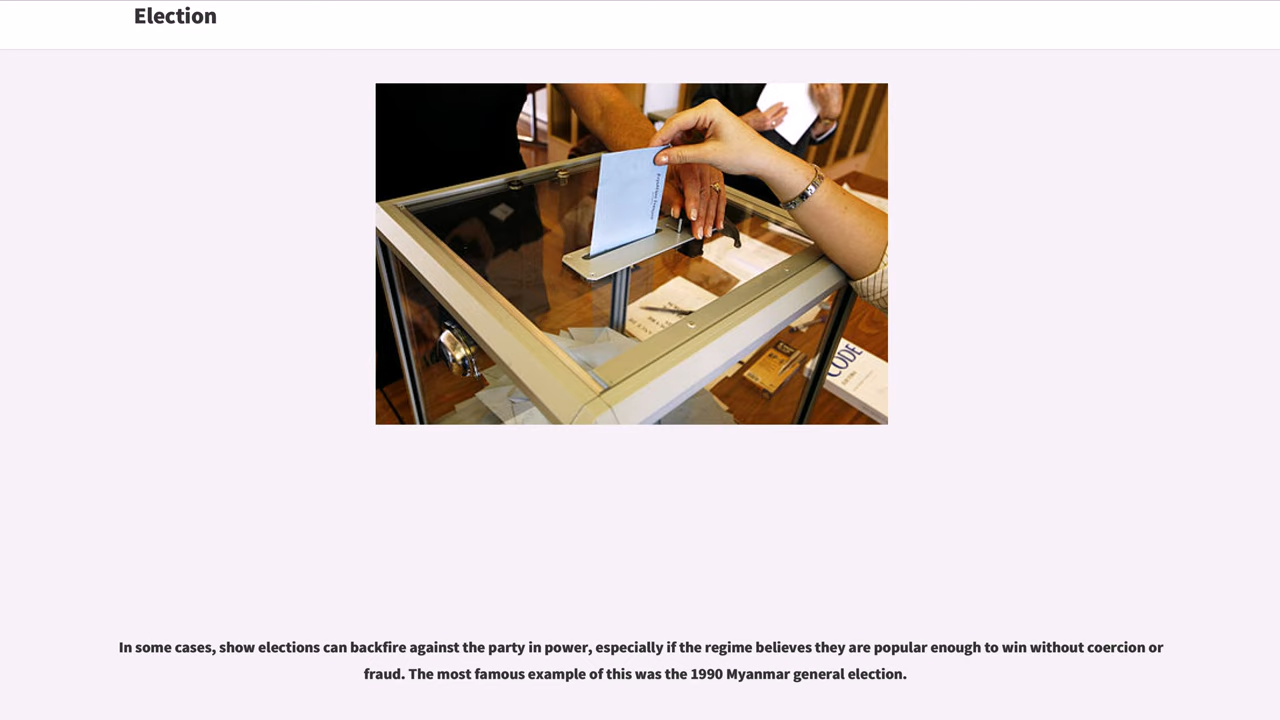 Election
CODE
In some cases, show elections can backfire against the party in power, especially if the regime believes they are popular enough to win without coercion or
fraud. The most famous example of this was the 1990 Myanmar general election.